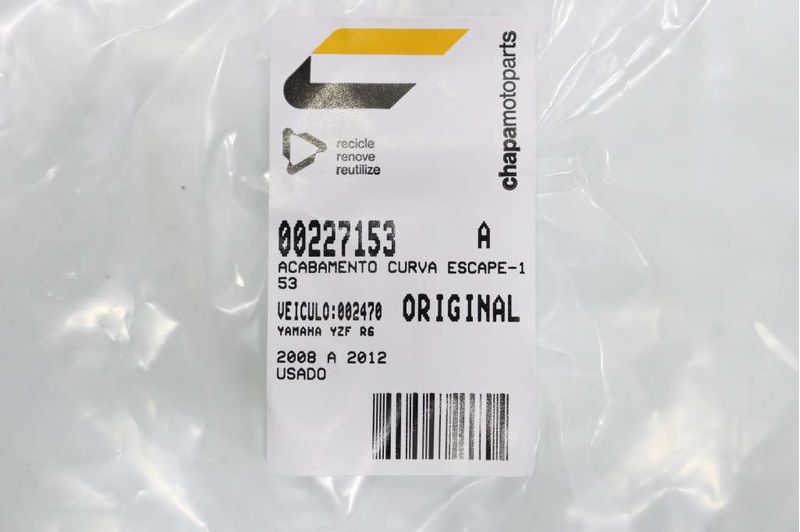 chapamotoparts
recicle
renove
reutilize
00227153 A
ACABAMENTO CURVA ESCAPE-1
53
VEICULO:002470 ORIGINAL
YAMAHA YZF R6
2008 A 2012
USADO